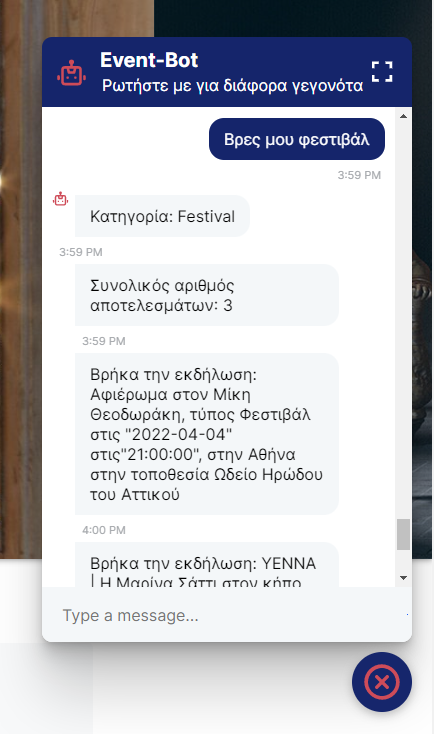 Event-Bot
Ρωτήστε με για διάφορα γεγονότα
Βρες μου φεστιβάλ
3:59 PM
Κατηγορία: Festival
3:59 PM
Συνολικός αριθμός
αποτελεσμάτων: 3
3:59 PM
Βρήκα την εκδήλωση:
Αφιέρωμα στον Μίκη
Θεοδωράκη, τύπος Φεστιβάλ
στις "2022-04-04"
στις"21:00:00", στην Αθήνα
στην τοποθεσία Ωδείο Ηρώδου
του Αττικού
4:00 PM
Βρήκα την εκδήλωση: YENNA
| Η Μαρίνα Σάττι στον κήπο
Type a message...